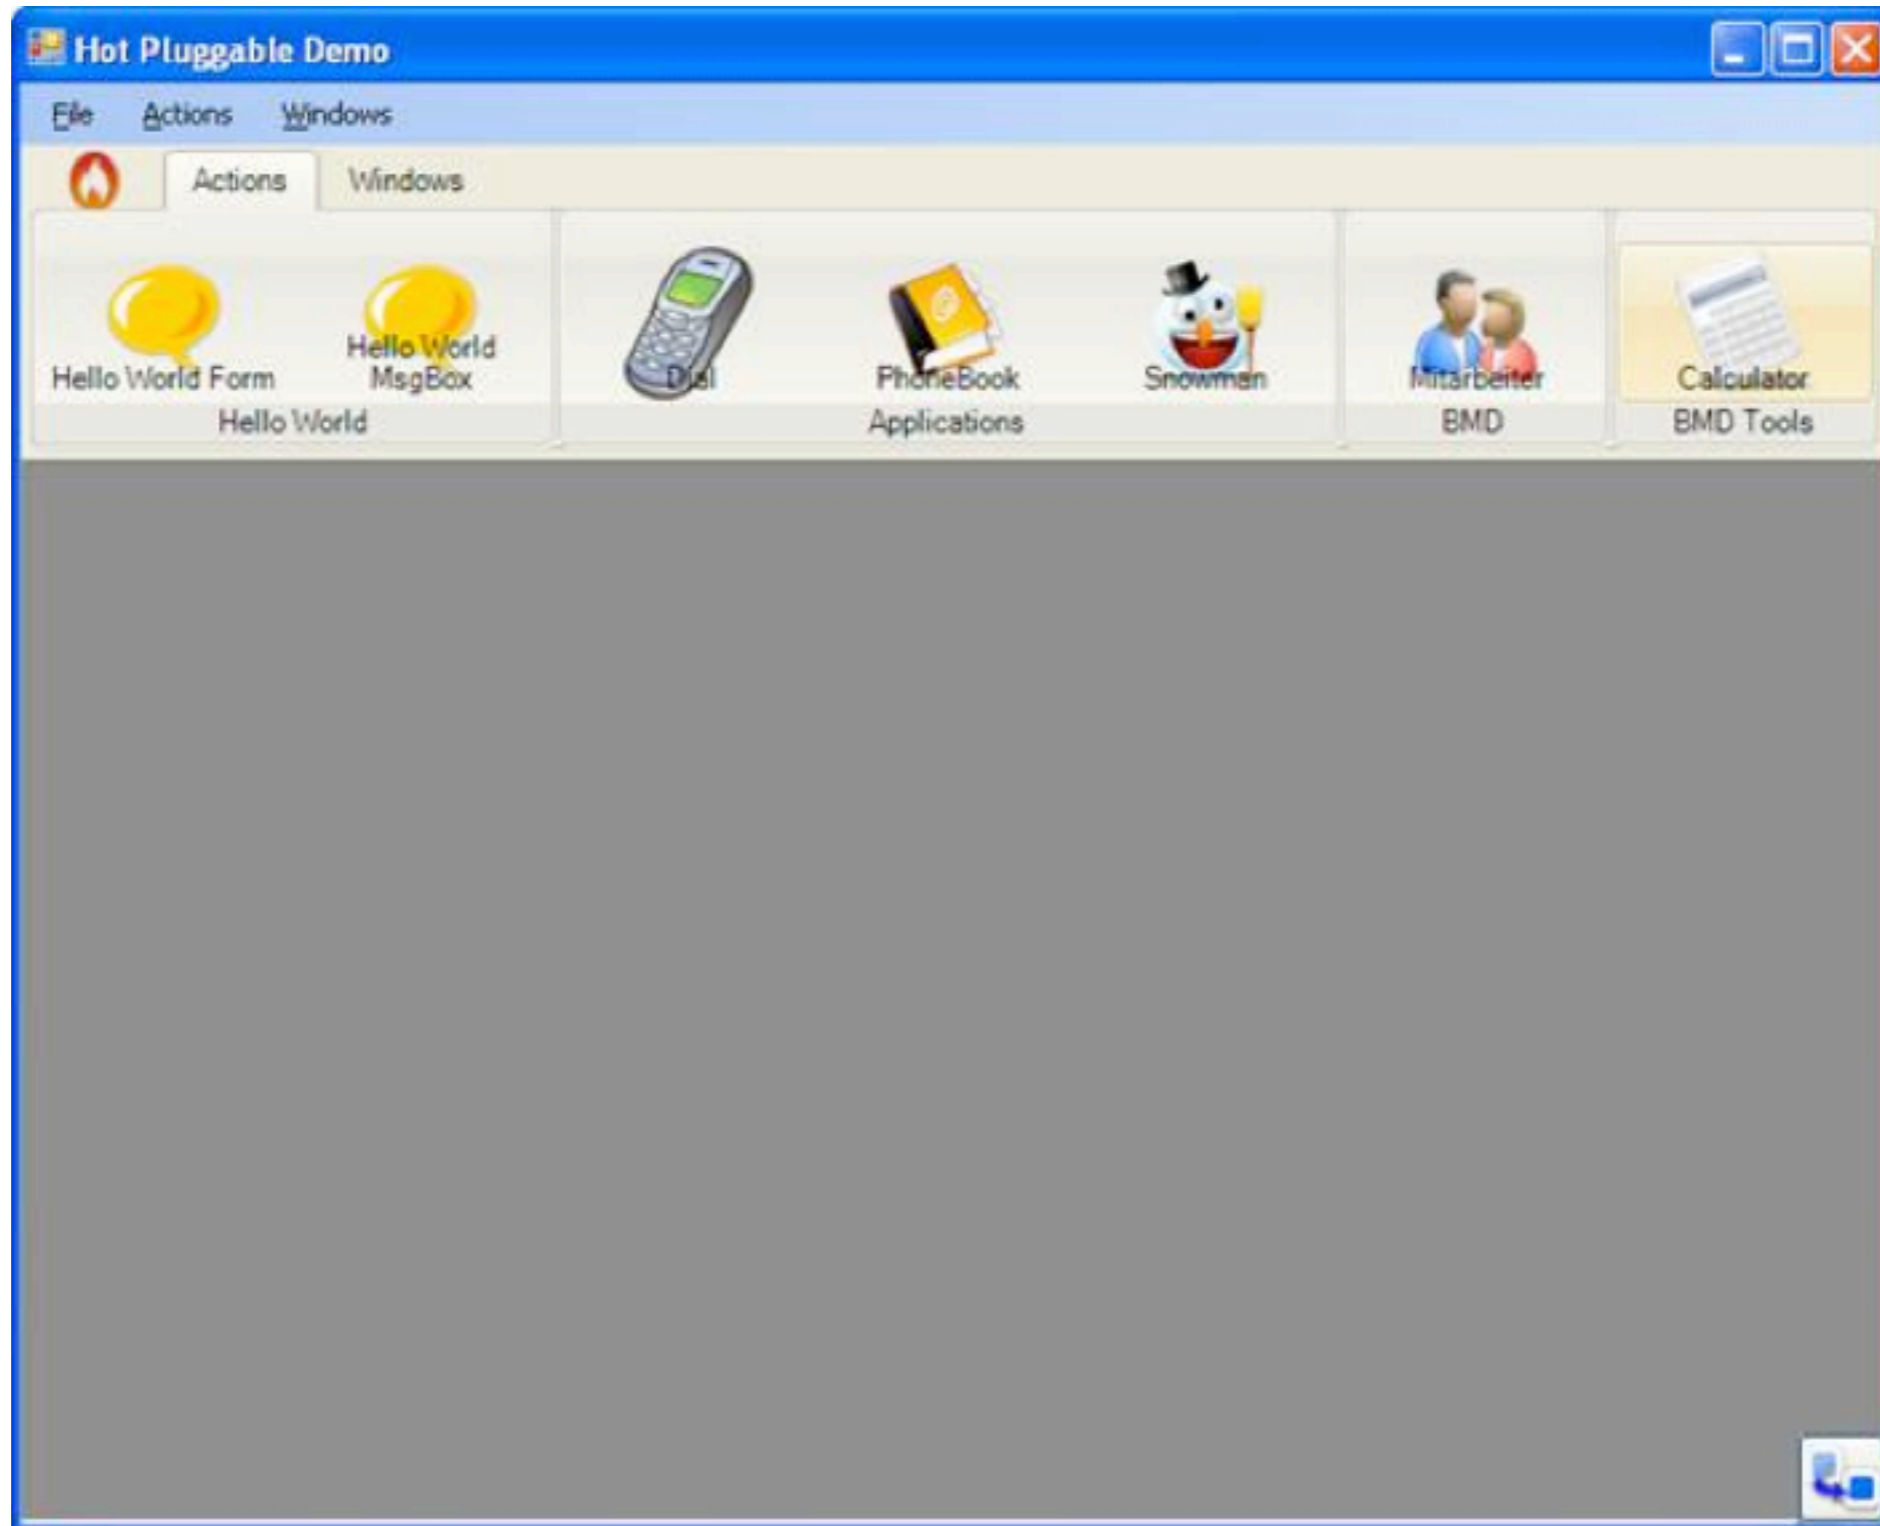 Hot Pluggable Demo
File Actions Windows
Actions Windows
Hello World Form
Hello World
MsgBox
Dial
PhoneBook
Snowman
Mitarbeiter
Calculator
Hello World
Applications
BMD
BMD Tools